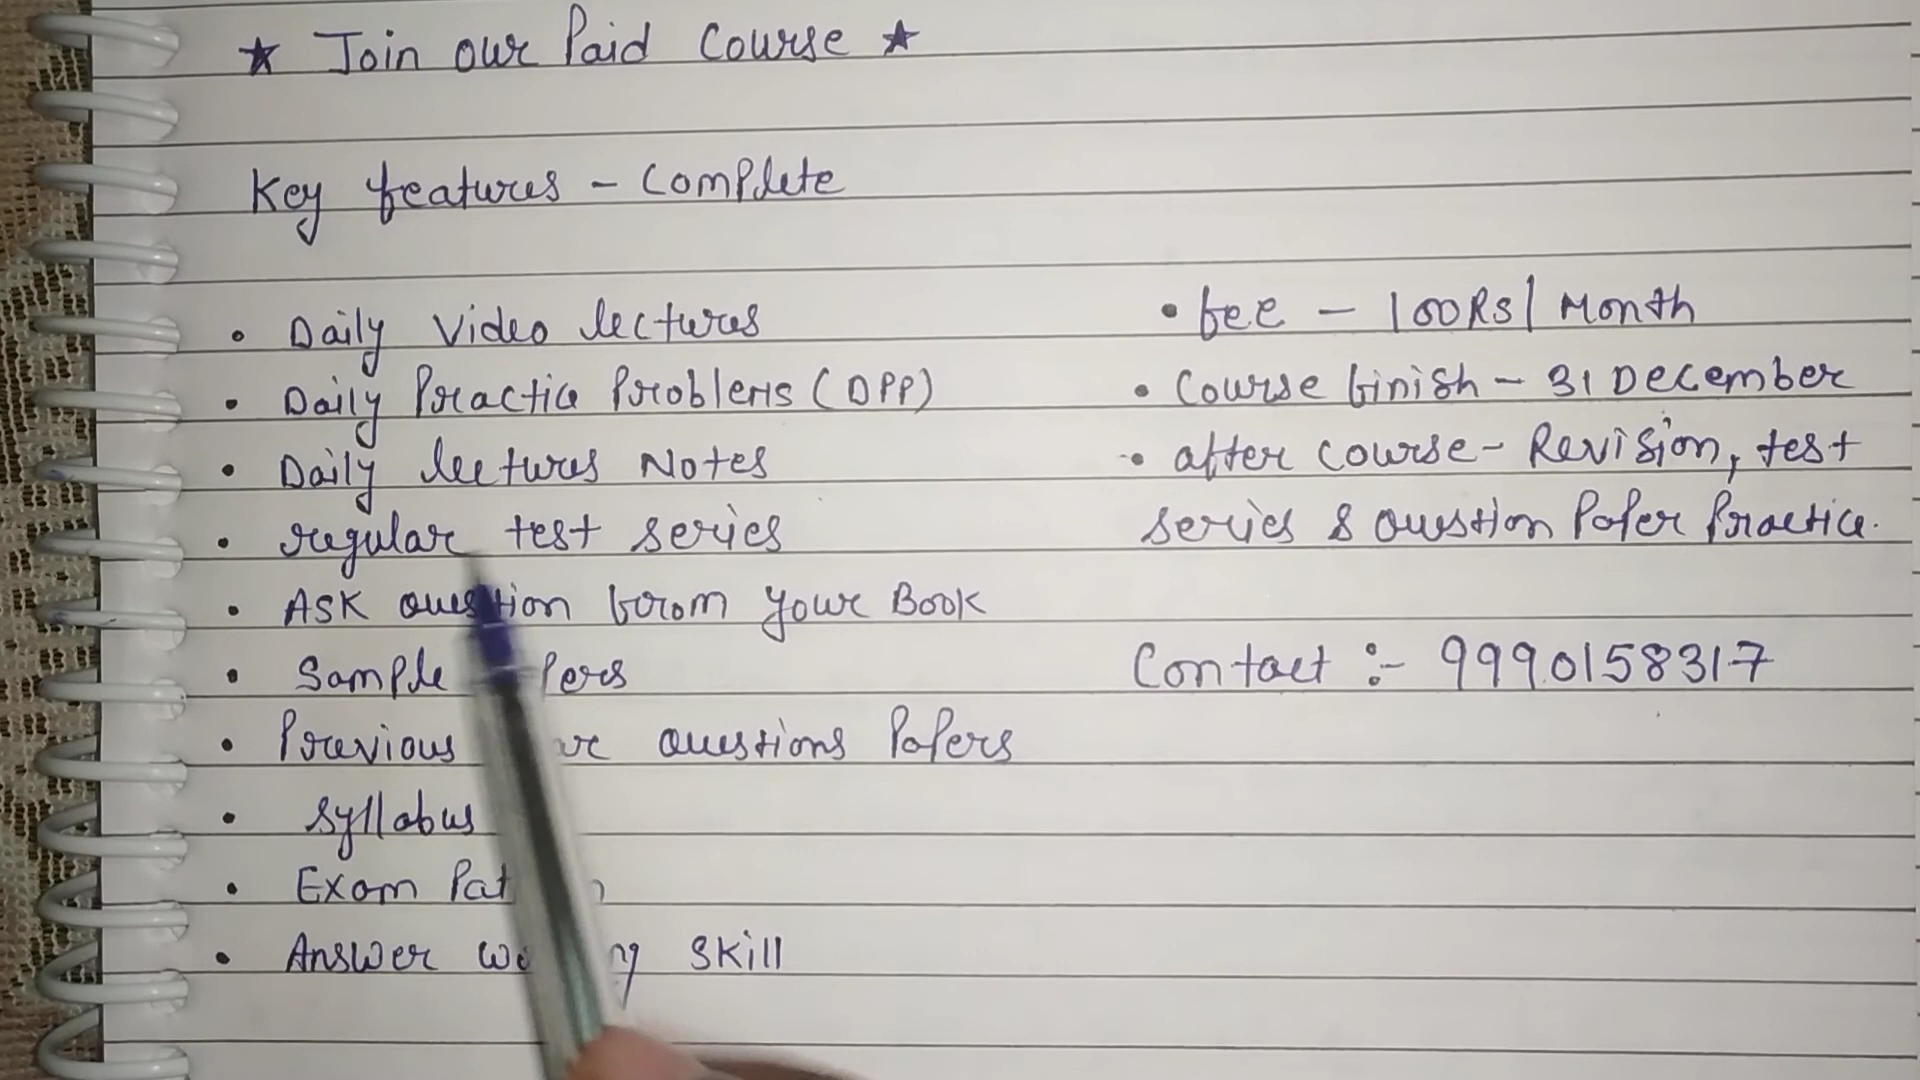 ★ Join our Paid Course ★
Key features - Complete
• Daily Video lectures
• Daily Practice Problems (DPP)
• Daily lectures Notes
• regular test series
• ASK question from your Book
• Sample
• Previous questions Papers
• Syllabus
• Exam
• Answer skill
• fee - 100RS/Month
• Course finish - 31 December
• after course - Revision, test
series & question Paper Practice.
Contact :- 9990158317